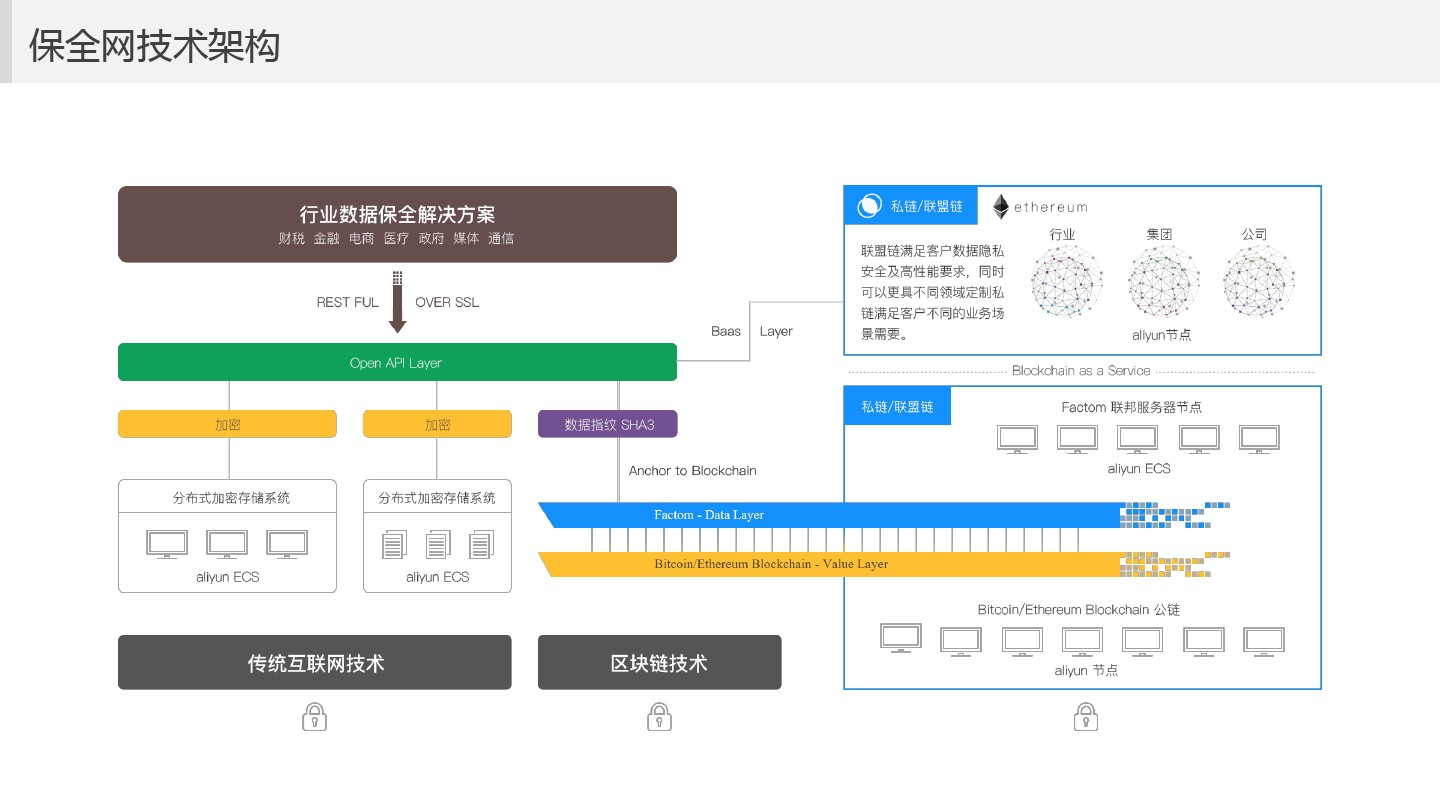 保全网技术架构
行业数据保全解决方案
财税 金融 电商 医疗 政府 媒体 通信
REST FUL OVER SSL
Open API Layer
Baas Layer
加密
加密
数据指纹 SHA3
Anchor to Blockchain
分布式加密存储系统
aliyun ECS
分布式加密存储系统
aliyun ECS
Factom - Data Layer
Bitcoin/Ethereum Blockchain - Value Layer
传统互联网技术
区块链技术
私链/联盟链
ethereum
联盟链满足客户数据隐私
安全及高性能要求，同时
可以更具不同领域定制私
链满足客户不同的业务场
景需要。
行业
集团
公司
aliyun节点
Blockchain as a Service
私链/联盟链
Factom 联邦服务器节点
aliyun ECS
Bitcoin/Ethereum Blockchain 公链
aliyun 节点